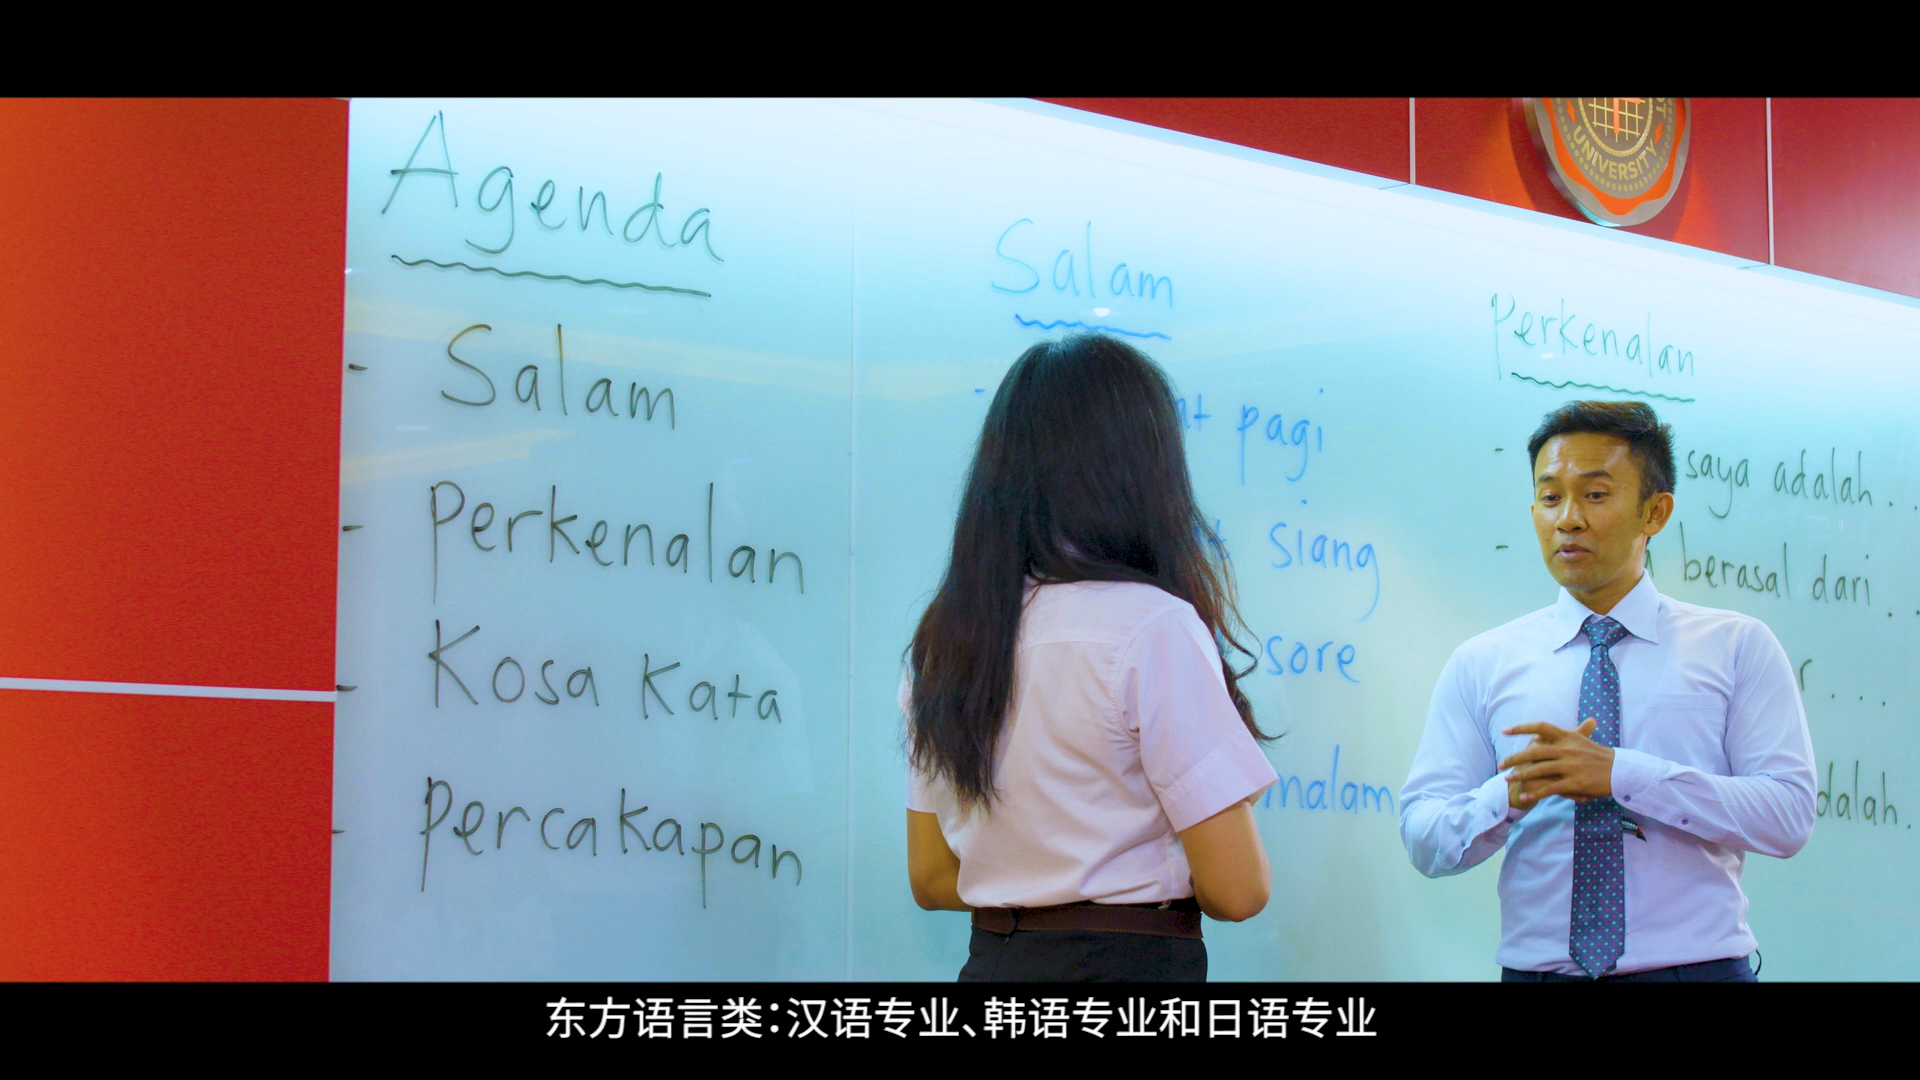 Agenda
- Salam
- Perkenalan
- Kosa Kata
- Percakapan
Salam
pagi
siang
sore
malam
Perkenalan
- saya adalah . .
- berasal dari . .
. . .
UNIVERSITY
东方语言类：汉语专业、韩语专业和日语专业